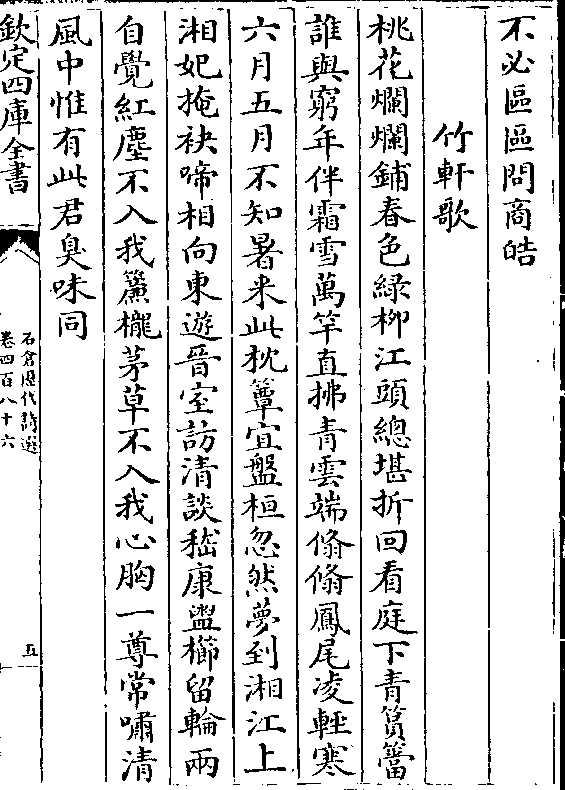 不必區區問商皓
竹軒歌
桃花爛爛鋪春色綠柳江頭總堪折回看庭下青篔簹
誰與窮年伴霜雪萬竿直拂青雲端翛翛鳳尾凌輕寒
六月五月不知暑来此枕簟宜盤桓忽然夢到湘江上
湘妃掩袂啼相向東遊晉室訪清談嵇康盥櫛留輪兩
自覺紅塵不入我簾櫳茅草不入我心胸一尊常嘯清
風中惟有此君臭味同
欽定四庫全書
石倉歷代詩選
卷四百八十六
五